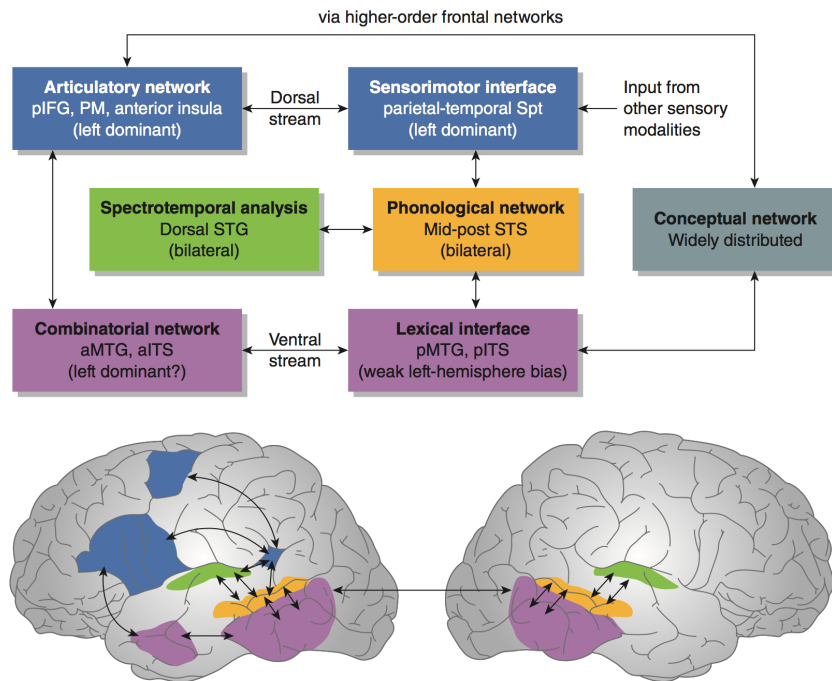 via higher-order frontal networks
Articulatory network
pIFG, PM, anterior insula
(left dominant)
Dorsal
stream
Sensorimotor interface
parietal-temporal Spt
(left dominant)
Input from
other sensory
modalities
Spectrotemporal analysis
Dorsal STG
(bilateral)
Phonological network
Mid-post STS
(bilateral)
Conceptual network
Widely distributed
Combinatorial network
aMTG, aITS
(left dominant?)
Ventral
stream
Lexical interface
pMTG, pITS
(weak left-hemisphere bias)